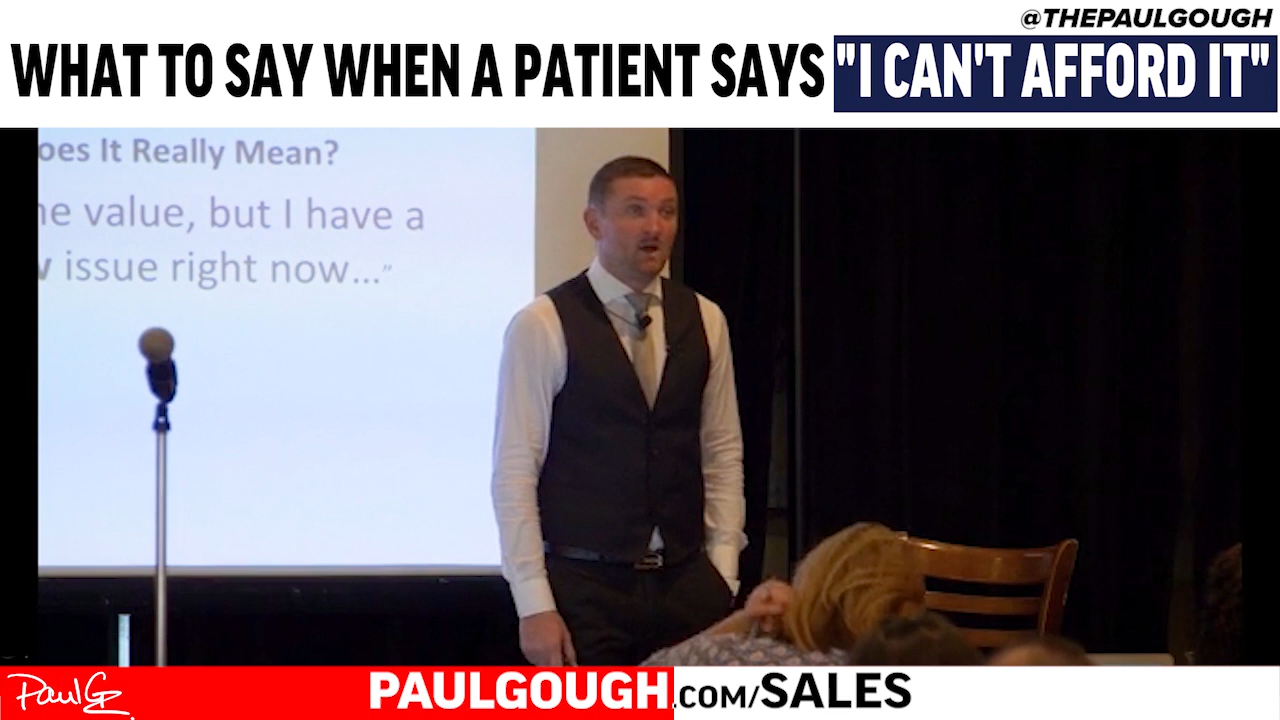 @THEPAULGOUGH
WHAT TO SAY WHEN A PATIENT SAYS "I CAN'T AFFORD IT"
oes It Really Mean?
e value, but I have a
issue right now..."
Paul G
PAULGOUGH.COM/SALES